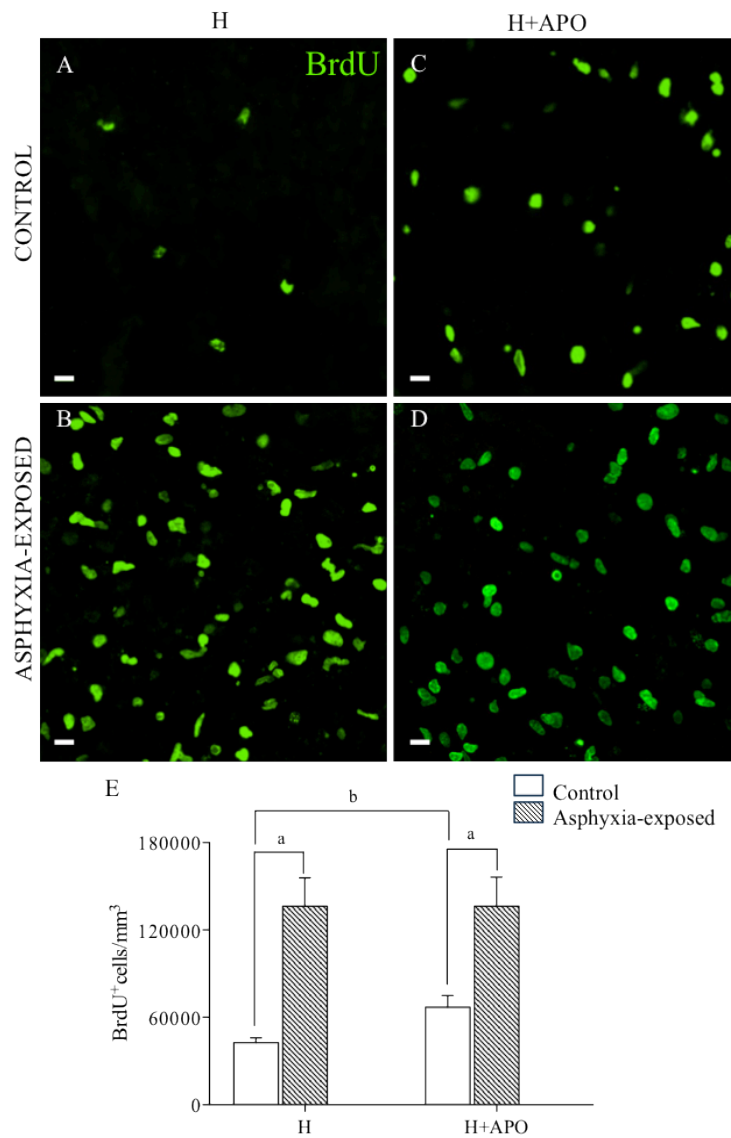 H
H+APO
CONTROL
A
BrdU
C
ASPHYXIA-EXPOSED
B
D
E
Control
Asphyxia-exposed
b
a
a
180000
120000
60000
0
BrdU⁺cells/mm³
H
H+APO